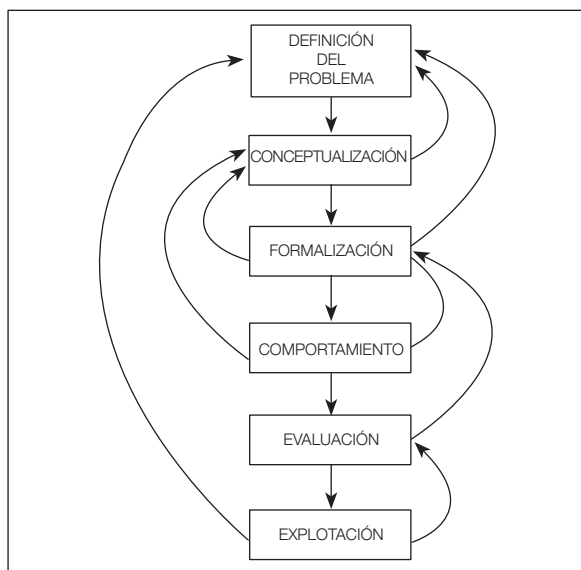 DEFINICIÓN
DEL
PROBLEMA
CONCEPTUALIZACIÓN
FORMALIZACIÓN
COMPORTAMIENTO
EVALUACIÓN
EXPLOTACIÓN